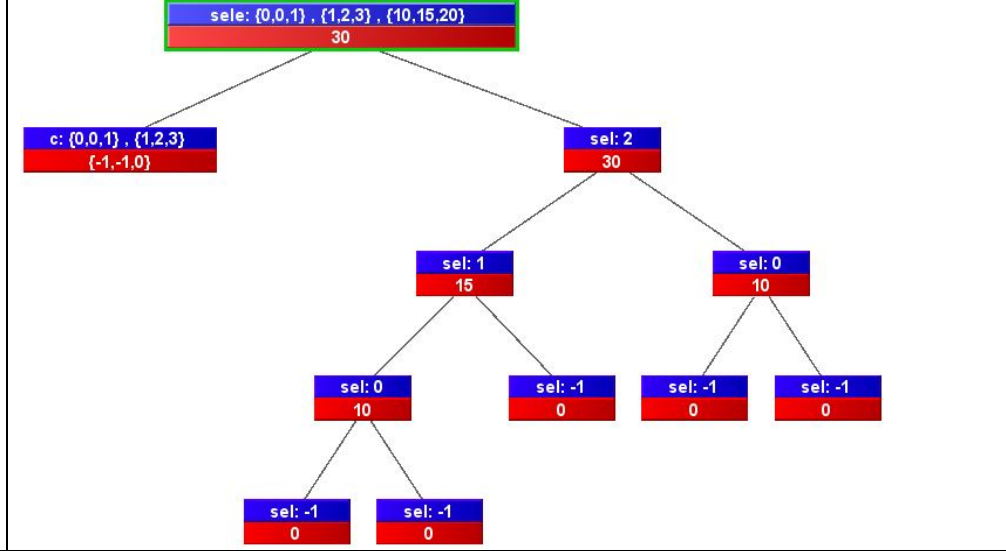 sele: {0,0,1} , {1,2,3} , {10,15,20}
30
c: {0,0,1} , {1,2,3}
{-1,-1,0}
sel: 2
30
sel: 1
15
sel: 0
10
sel: 0
10
sel: -1
0
sel: -1
0
sel: -1
0
sel: -1
0
sel: -1
0